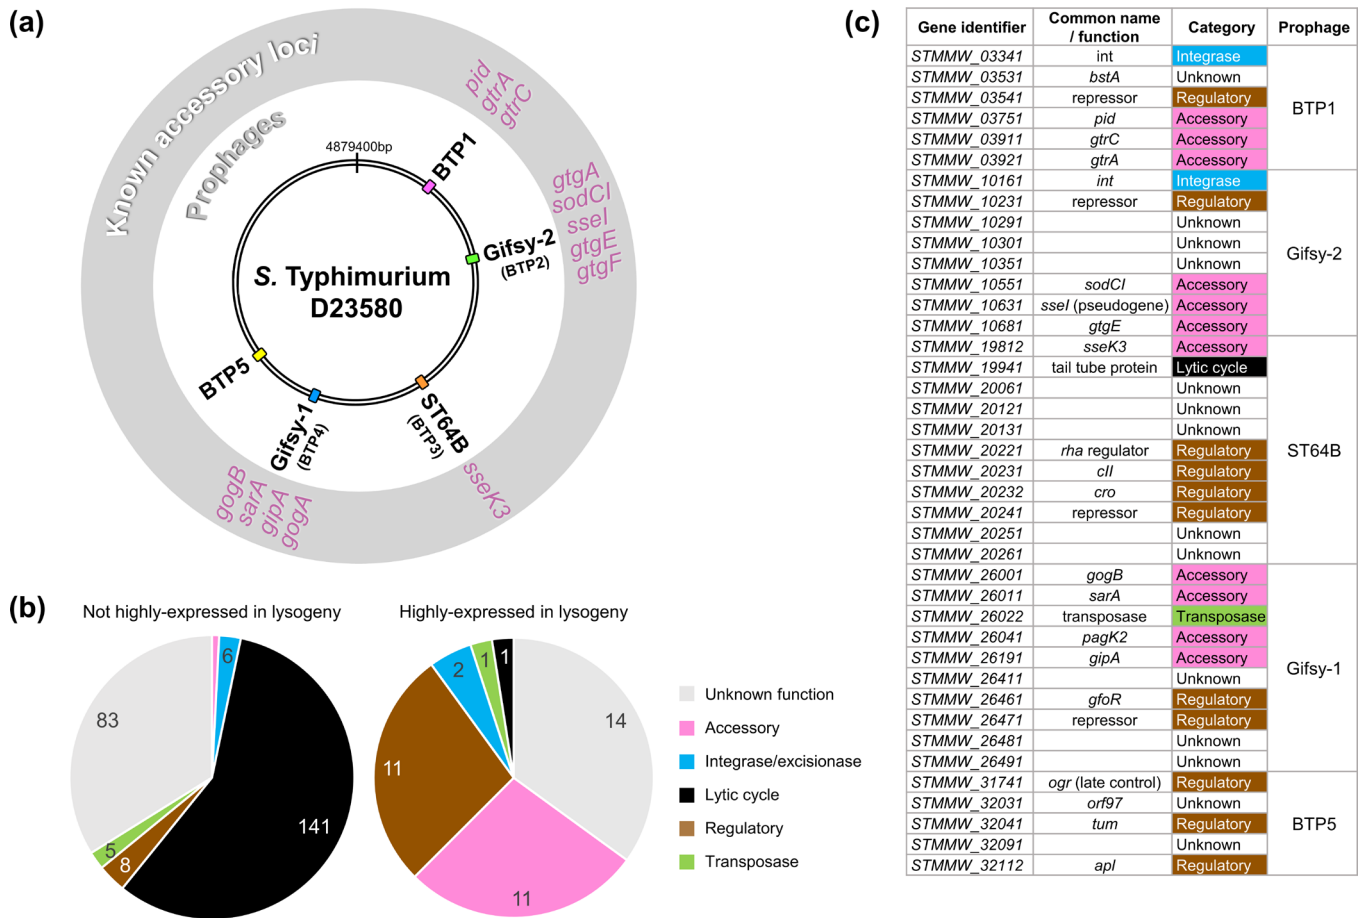 (a)
Known accessory loci
Prophages
4879400bp
S. Typhimurium
D23580
BTP1
pid
gtrA
gtrC
Gifsy-2
(BTP2)
gtgA
sodCI
sseI
gtgE
gtgF
ST64B
(BTP3)
sseK3
Gifsy-1
(BTP4)
gogB
sarA
gipA
gogA
BTP5
(b)
Not highly-expressed in lysogeny
6
141
8
5
83
Highly-expressed in lysogeny
14
11
11
2
1
1
Unknown function
Accessory
Integrase/excisionase
Lytic cycle
Regulatory
Transposase
(c)
Gene identifier Common name / function Category Prophage
STMMW_03341 int Integrase BTP1
STMMW_03531 bstA Unknown
STMMW_03541 repressor Regulatory
STMMW_03751 pid Accessory
STMMW_03911 gtrC Accessory
STMMW_03921 gtrA Accessory
STMMW_10161 int Integrase Gifsy-2
STMMW_10231 repressor Regulatory
STMMW_10291 Unknown
STMMW_10301 Unknown
STMMW_10351 Unknown
STMMW_10551 sodCI Accessory
STMMW_10631 sseI (pseudogene) Accessory
STMMW_10681 gtgE Accessory
STMMW_19812 sseK3 Accessory ST64B
STMMW_19941 tail tube protein Lytic cycle
STMMW_20061 Unknown
STMMW_20121 Unknown
STMMW_20131 Unknown
STMMW_20221 rha regulator Regulatory
STMMW_20231 cII Regulatory
STMMW_20232 cro Regulatory
STMMW_20241 repressor Regulatory
STMMW_20251 Unknown
STMMW_20261 Unknown
STMMW_26001 gogB Accessory Gifsy-1
STMMW_26011 sarA Accessory
STMMW_26022 transposase Transposase
STMMW_26041 pagK2 Accessory
STMMW_26191 gipA Accessory
STMMW_26411 Unknown
STMMW_26461 gfoR Regulatory
STMMW_26471 repressor Regulatory
STMMW_26481 Unknown
STMMW_26491 Unknown
STMMW_31741 ogr (late control) Regulatory BTP5
STMMW_32031 orf97 Unknown
STMMW_32041 tum Regulatory
STMMW_32091 Unknown
STMMW_32112 apl Regulatory